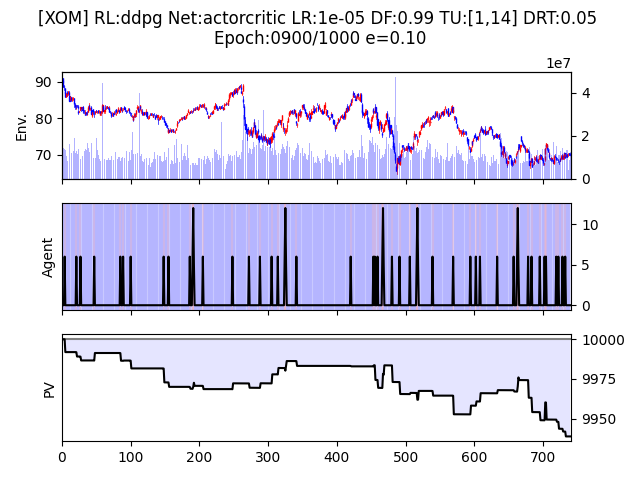 [XOM] RL:ddpg Net:actorcritic LR:1e-05 DF:0.99 TU:[1,14] DRT:0.05
Epoch:0900/1000 e=0.10
1e7
90
80
70
Env.
4
2
0
Agent
10
5
0
PV
10000
9975
9950
0 100 200 300 400 500 600 700